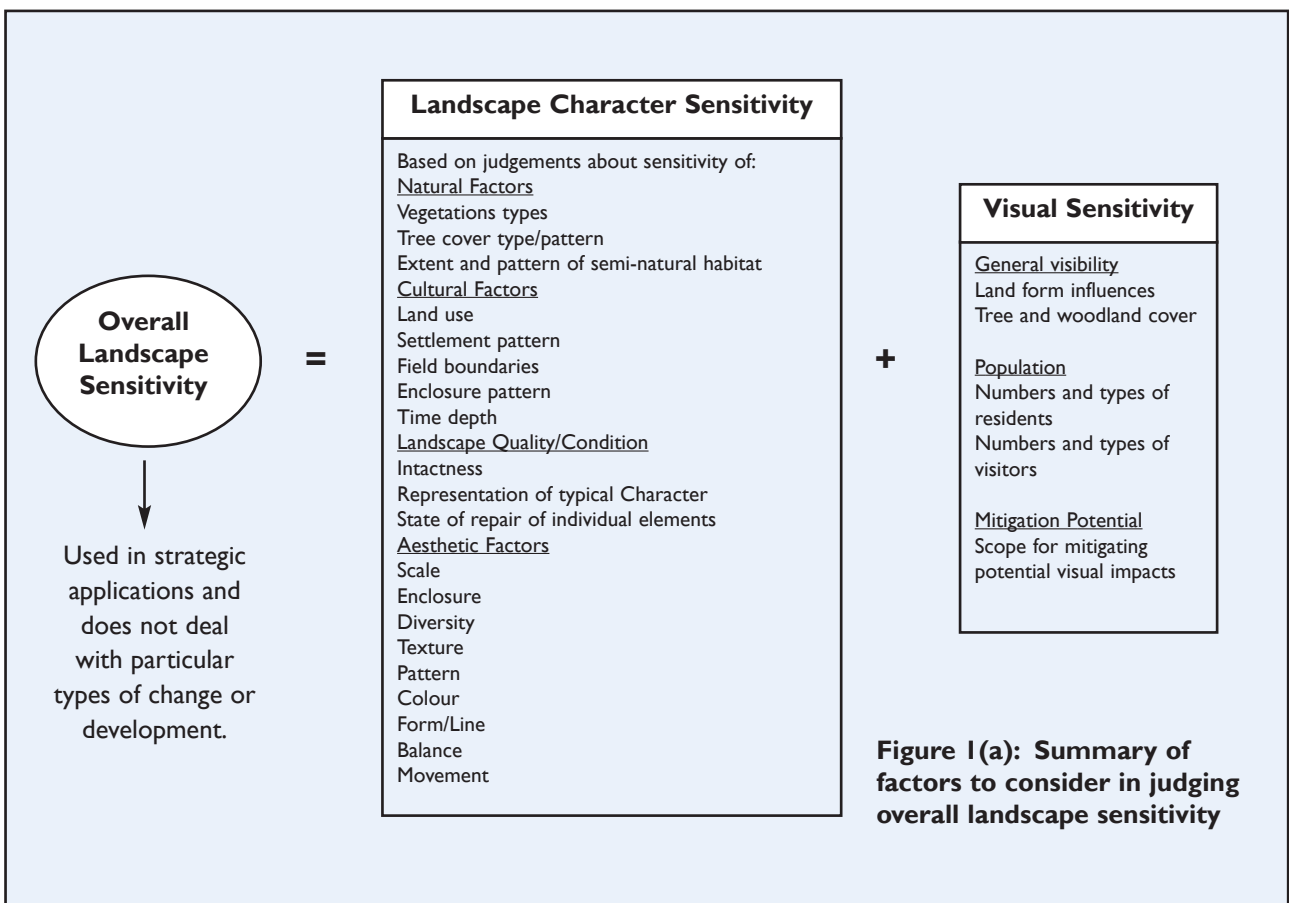 Overall
Landscape
Sensitivity
Used in strategic
applications and
does not deal
with particular
types of change or
development.
=
Landscape Character Sensitivity
Based on judgements about sensitivity of:
Natural Factors
Vegetations types
Tree cover type/pattern
Extent and pattern of semi-natural habitat
Cultural Factors
Land use
Settlement pattern
Field boundaries
Enclosure pattern
Time depth
Landscape Quality/Condition
Intactness
Representation of typical Character
State of repair of individual elements
Aesthetic Factors
Scale
Enclosure
Diversity
Texture
Pattern
Colour
Form/Line
Balance
Movement
+
Visual Sensitivity
General visibility
Land form influences
Tree and woodland cover
Population
Numbers and types of
residents
Numbers and types of
visitors
Mitigation Potential
Scope for mitigating
potential visual impacts
Figure 1(a): Summary of
factors to consider in judging
overall landscape sensitivity